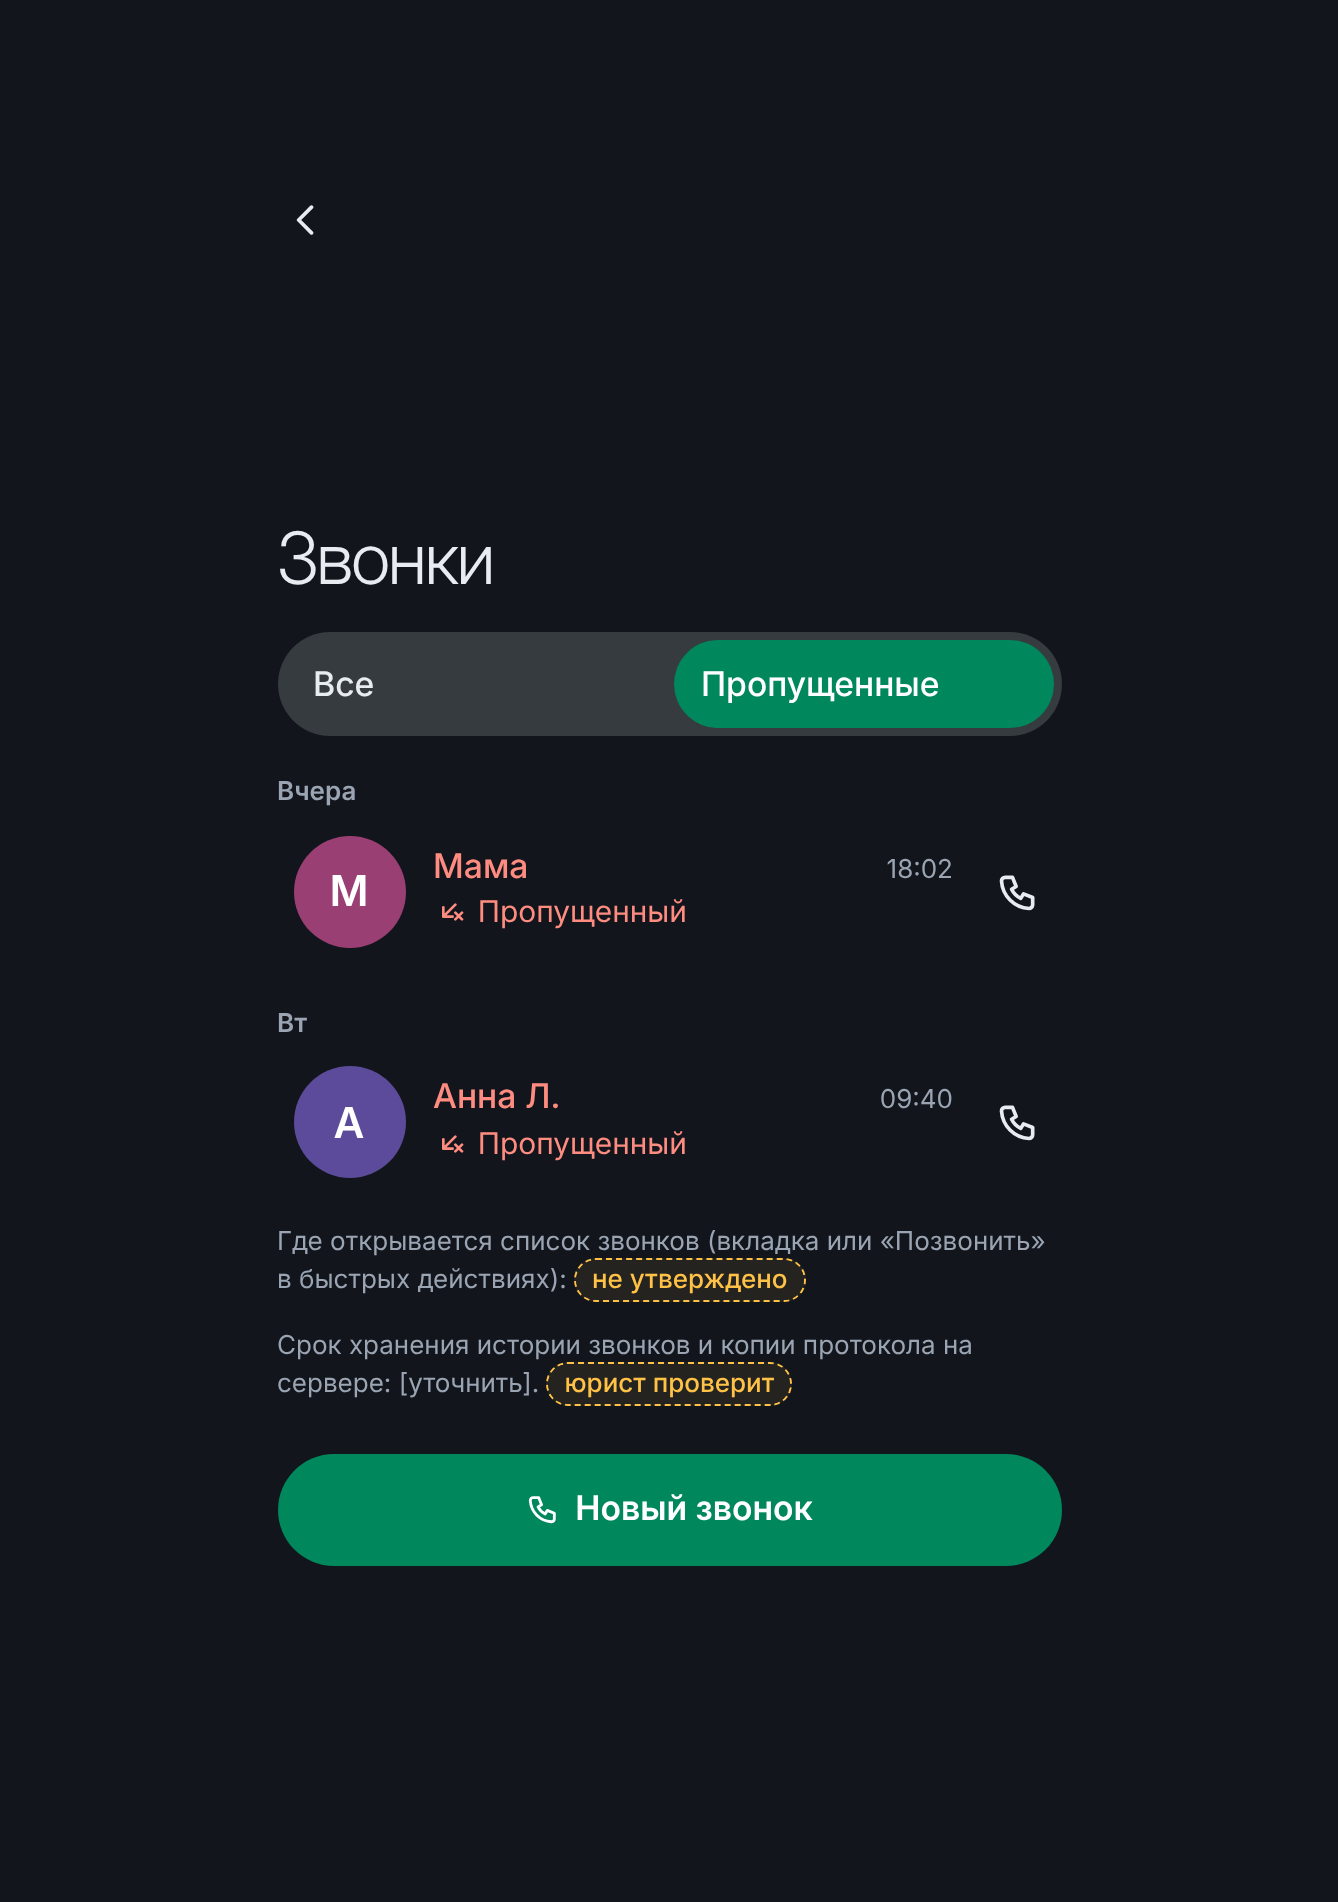 Звонки
Все
Пропущенные
Вчера
М
Мама
18:02
Пропущенный
Вт
А
Анна Л.
09:40
Пропущенный
Где открывается список звонков (вкладка или «Позвонить»
в быстрых действиях): не утверждено
Срок хранения истории звонков и копии протокола на
сервере: [уточнить]. юрист проверит
Новый звонок